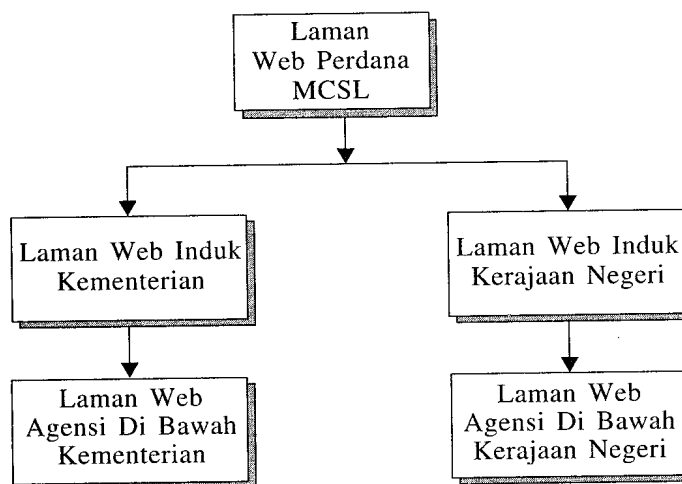 Laman
Web Perdana
MCSL
Laman Web Induk
Kementerian
Laman Web Induk
Kerajaan Negeri
Laman Web
Agensi Di Bawah
Kementerian
Laman Web
Agensi Di Bawah
Kerajaan Negeri